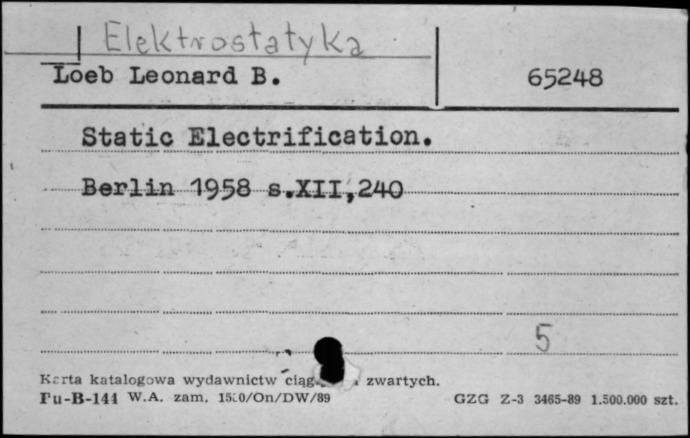 Elektrostatyka
Loeb Leonard B. 65248
Static Electrification.
Berlin 1958 s.XII,240
5
Karta katalogowa wydawnictw zwartych.
Pu-B-144 W.A. zam. /On/DW/89 GZG Z-3 3465-89 1.500.000 szt.